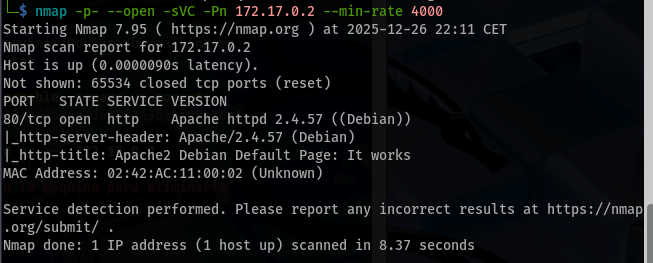 └─$ nmap -p- --open -sVC -Pn 172.17.0.2 --min-rate 4000
Starting Nmap 7.95 ( https://nmap.org ) at 2025-12-26 22:11 CET
Nmap scan report for 172.17.0.2
Host is up (0.0000090s latency).
Not shown: 65534 closed tcp ports (reset)
PORT   STATE SERVICE VERSION
80/tcp open  http    Apache httpd 2.4.57 ((Debian))
|_http-server-header: Apache/2.4.57 (Debian)
|_http-title: Apache2 Debian Default Page: It works
MAC Address: 02:42:AC:11:00:02 (Unknown)
Service detection performed. Please report any incorrect results at https://nmap
.org/submit/ .
Nmap done: 1 IP address (1 host up) scanned in 8.37 seconds